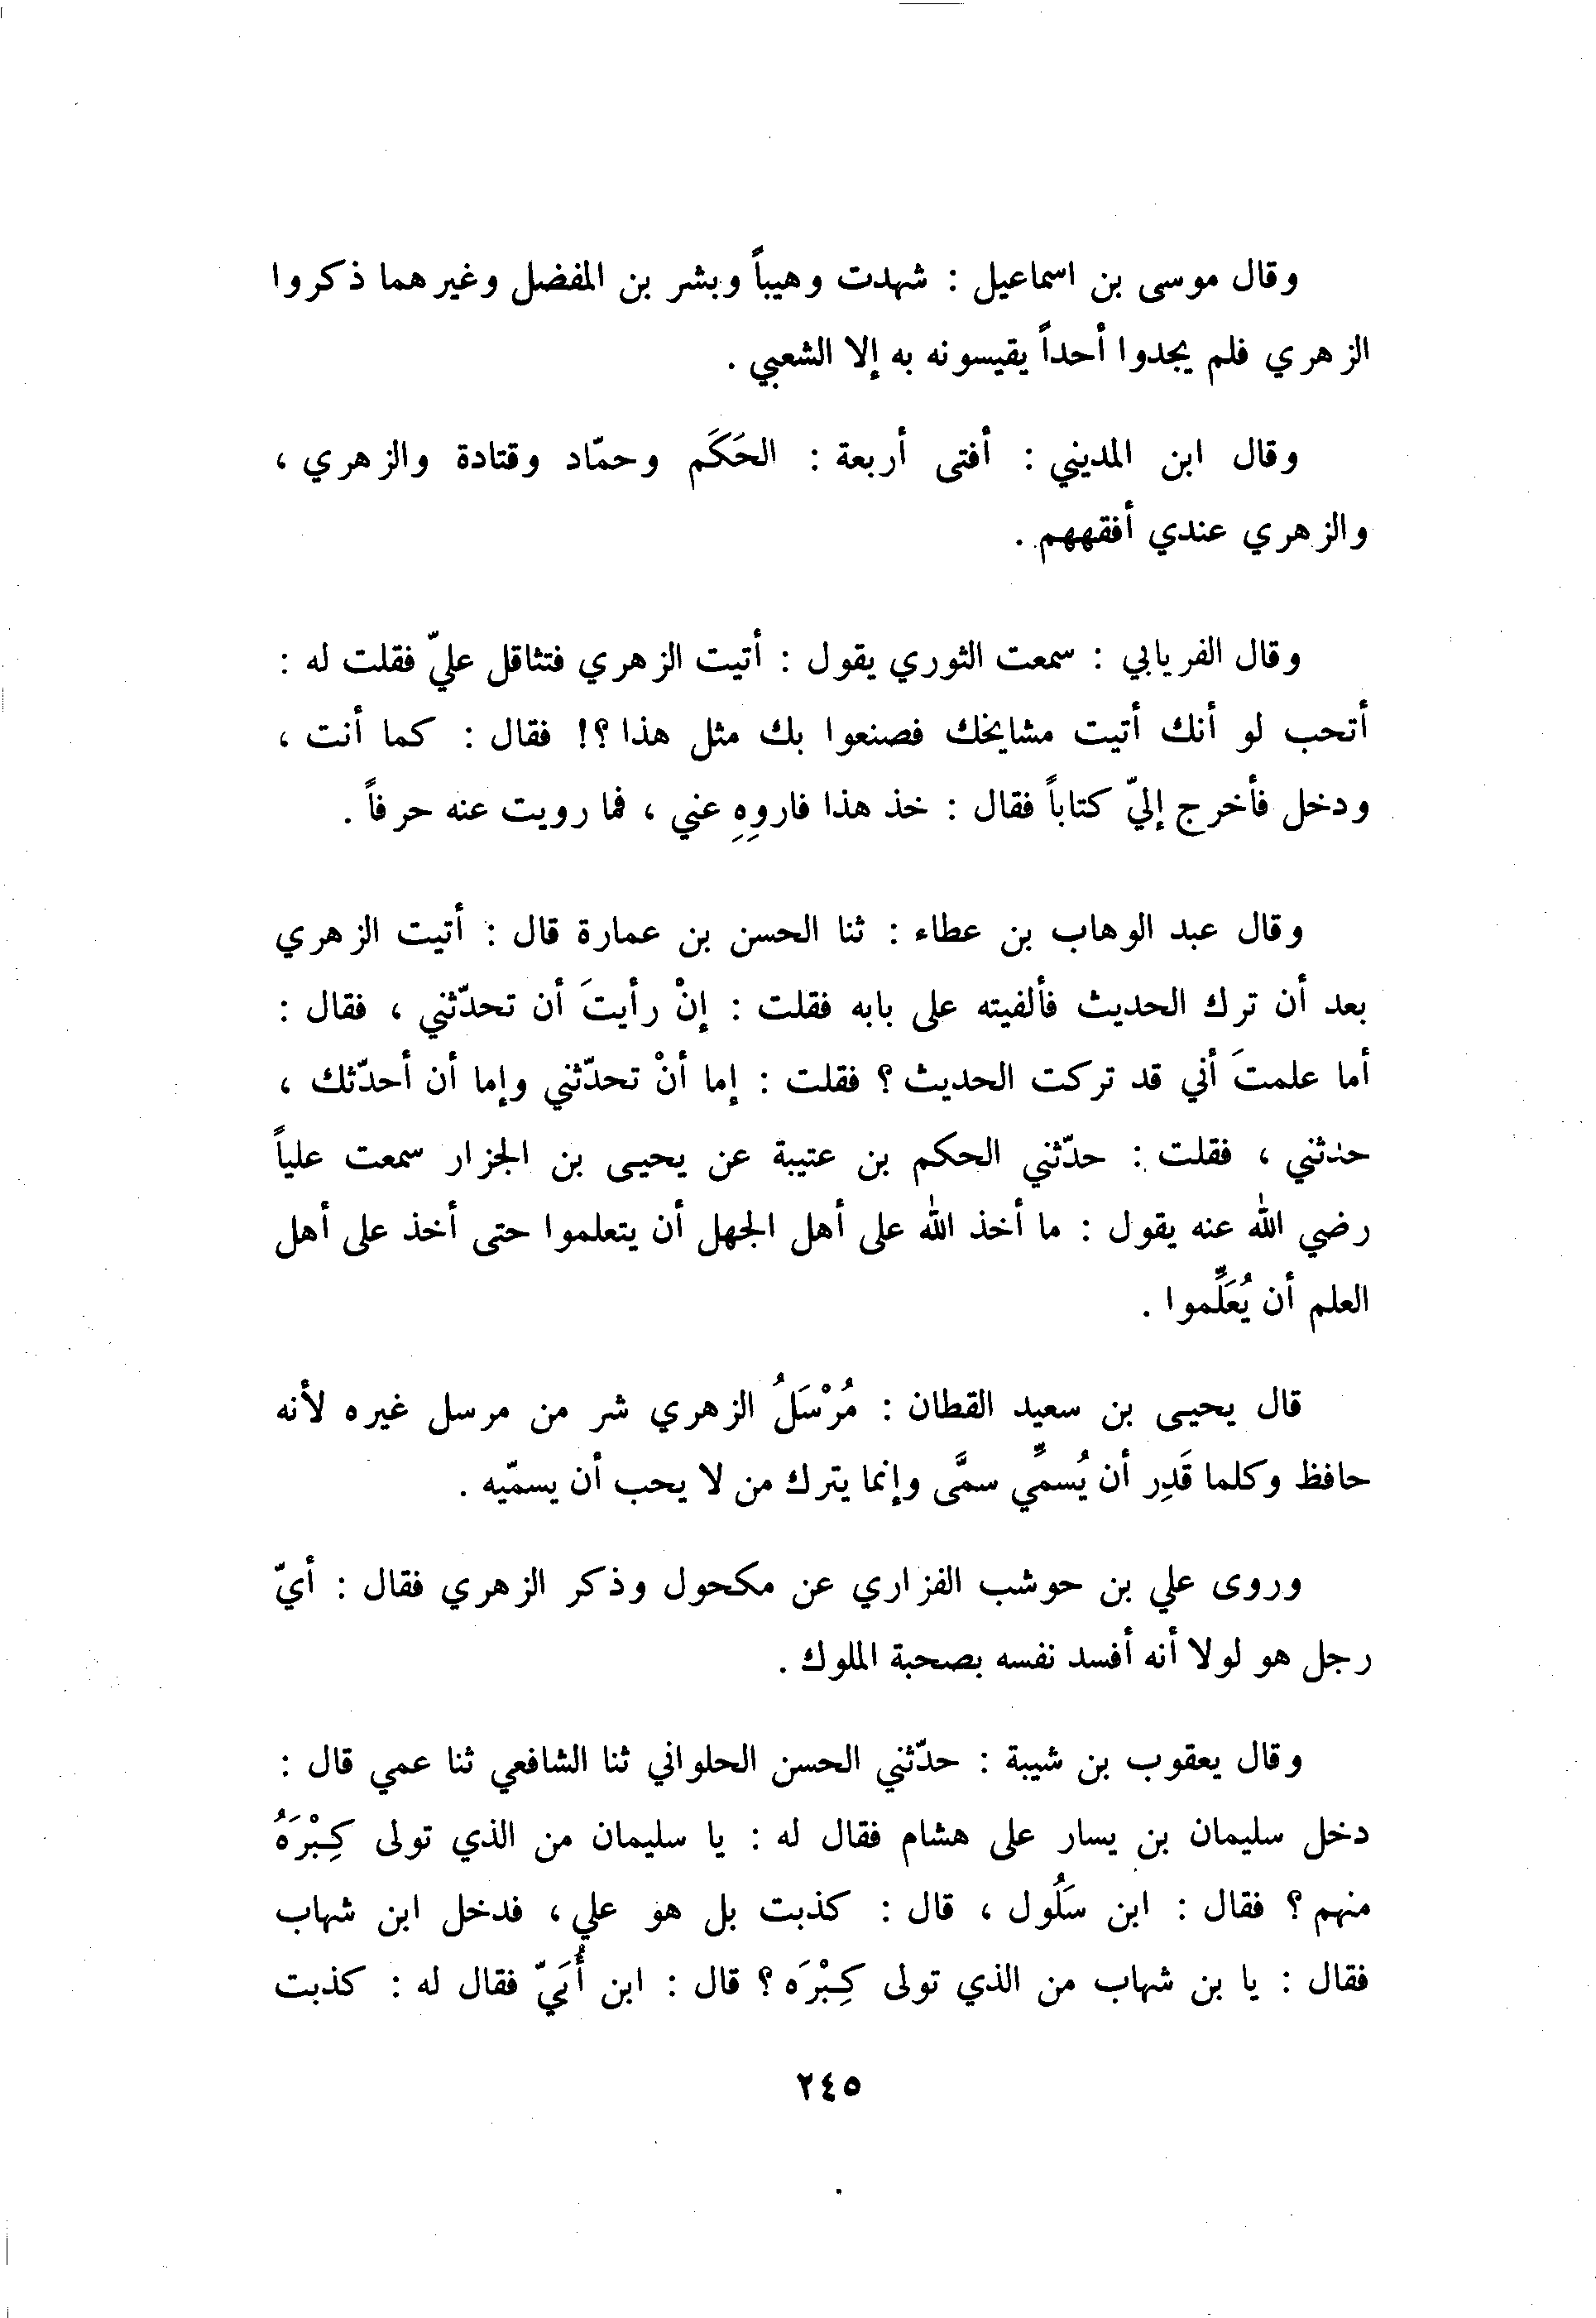 وقال موسى بن اسماعيل : شهدت وهيباً وبشر بن المفضل وغيرهما ذكروا
الزهري فلم يجدوا أحداً يقيسونه به إلا الشعبي .
وقال ابن المديني : أفتى أربعة : الحَكَم وحمّاد وقتادة والزهري ،
والزهري عندي أفقههم .
وقال الفريابي : سمعت الثوري يقول : أتيت الزهري فتثاقل عليّ فقلت له :
أتحب لو أنك أتيت مشايخك فصنعوا بك مثل هذا ؟! فقال : كما أنت ،
ودخل فأخرج إليّ كتاباً فقال : خذ هذا فاروِهِ عني ، فما رويت عنه حرفاً .
وقال عبد الوهاب بن عطاء : ثنا الحسن بن عمارة قال : أتيت الزهري
بعد أن ترك الحديث فألفيته على بابه فقلت : إنْ رأيتَ أن تحدّثني ، فقال :
أما علمتَ أني قد تركت الحديث ؟ فقلت : إما أنْ تحدّثني وإما أن أحدّثك ،
حدثني ، فقلت : حدّثني الحكم بن عتيبة عن يحيى بن الجزار سمعت علياً
رضي الله عنه يقول : ما أخذ الله على أهل الجهل أن يتعلموا حتى أخذ على أهل
العلم أن يُعَلِّموا .
قال يحيى بن سعيد القطان : مُرْسَلُ الزهري شر من مرسل غيره لأنه
حافظ وكلما قَدِر أن يُسمِّي سمَّى وإنما يترك من لا يحب أن يسمّيه .
وروى علي بن حوشب الفزاري عن مكحول وذكر الزهري فقال : أيّ
رجل هو لولا أنه أفسد نفسه بصحبة الملوك .
وقال يعقوب بن شيبة : حدّثني الحسن الحلواني ثنا الشافعي ثنا عمي قال :
دخل سليمان بن يسار على هشام فقال له : يا سليمان من الذي تولى كِبْرَهُ
منهم ؟ فقال : ابن سَلُول ، قال : كذبت بل هو علي ، فدخل ابن شهاب
فقال : يا بن شهاب من الذي تولى كِبْرَه ؟ قال : ابن أُبَيّ فقال له : كذبت
٢٤٥